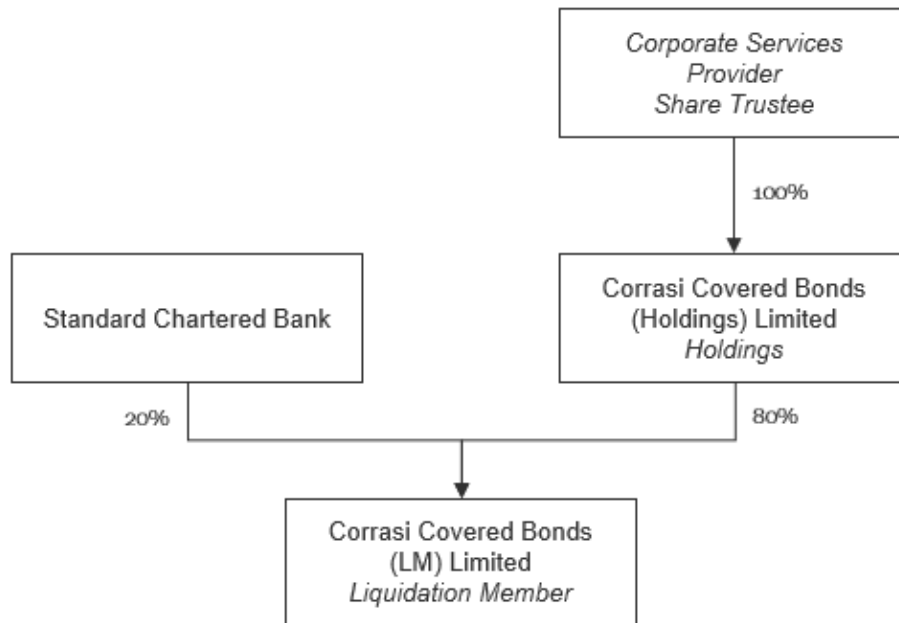 Corporate Services
Provider
Share Trustee
100%
Standard Chartered Bank
Corrasi Covered Bonds
(Holdings) Limited
Holdings
20%
80%
Corrasi Covered Bonds
(LM) Limited
Liquidation Member